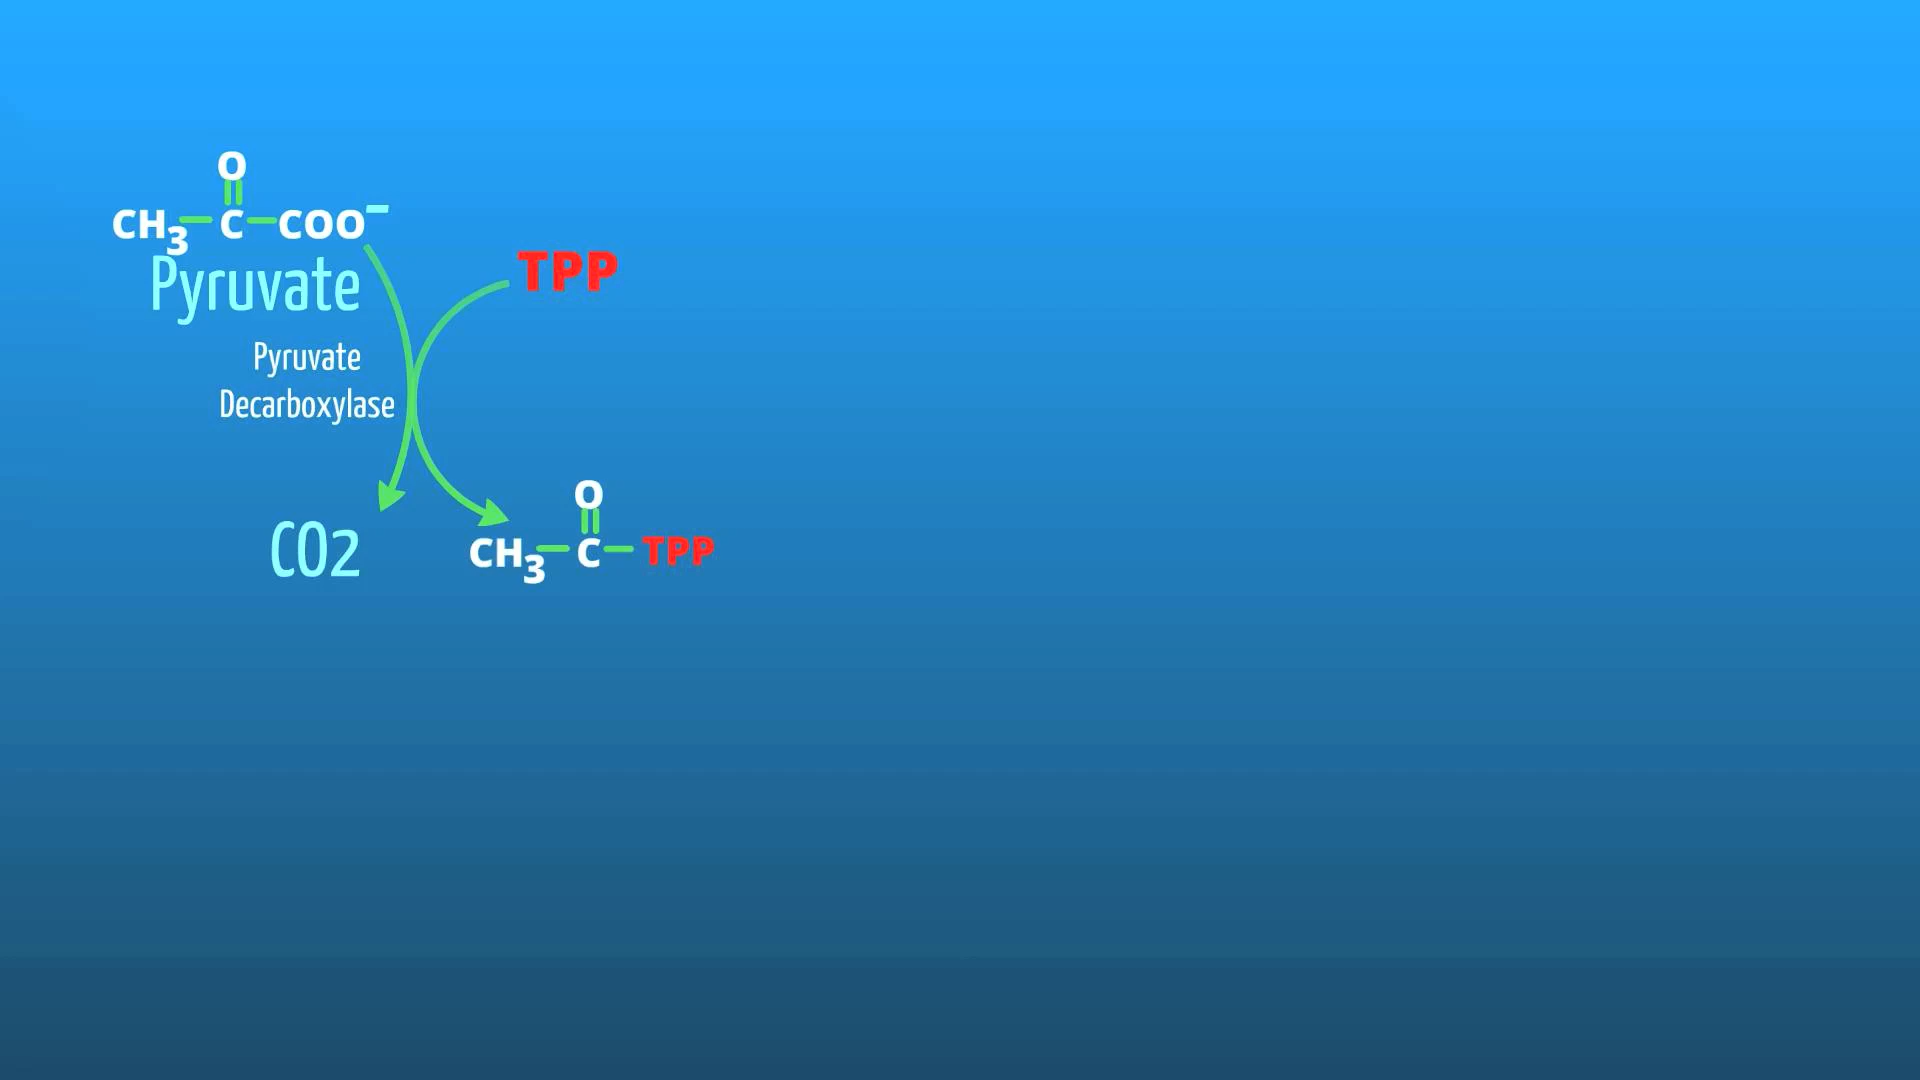 O
CH3 C COO−
Pyruvate
TPP
Pyruvate
Decarboxylase
CO2
O
CH3 C TPP